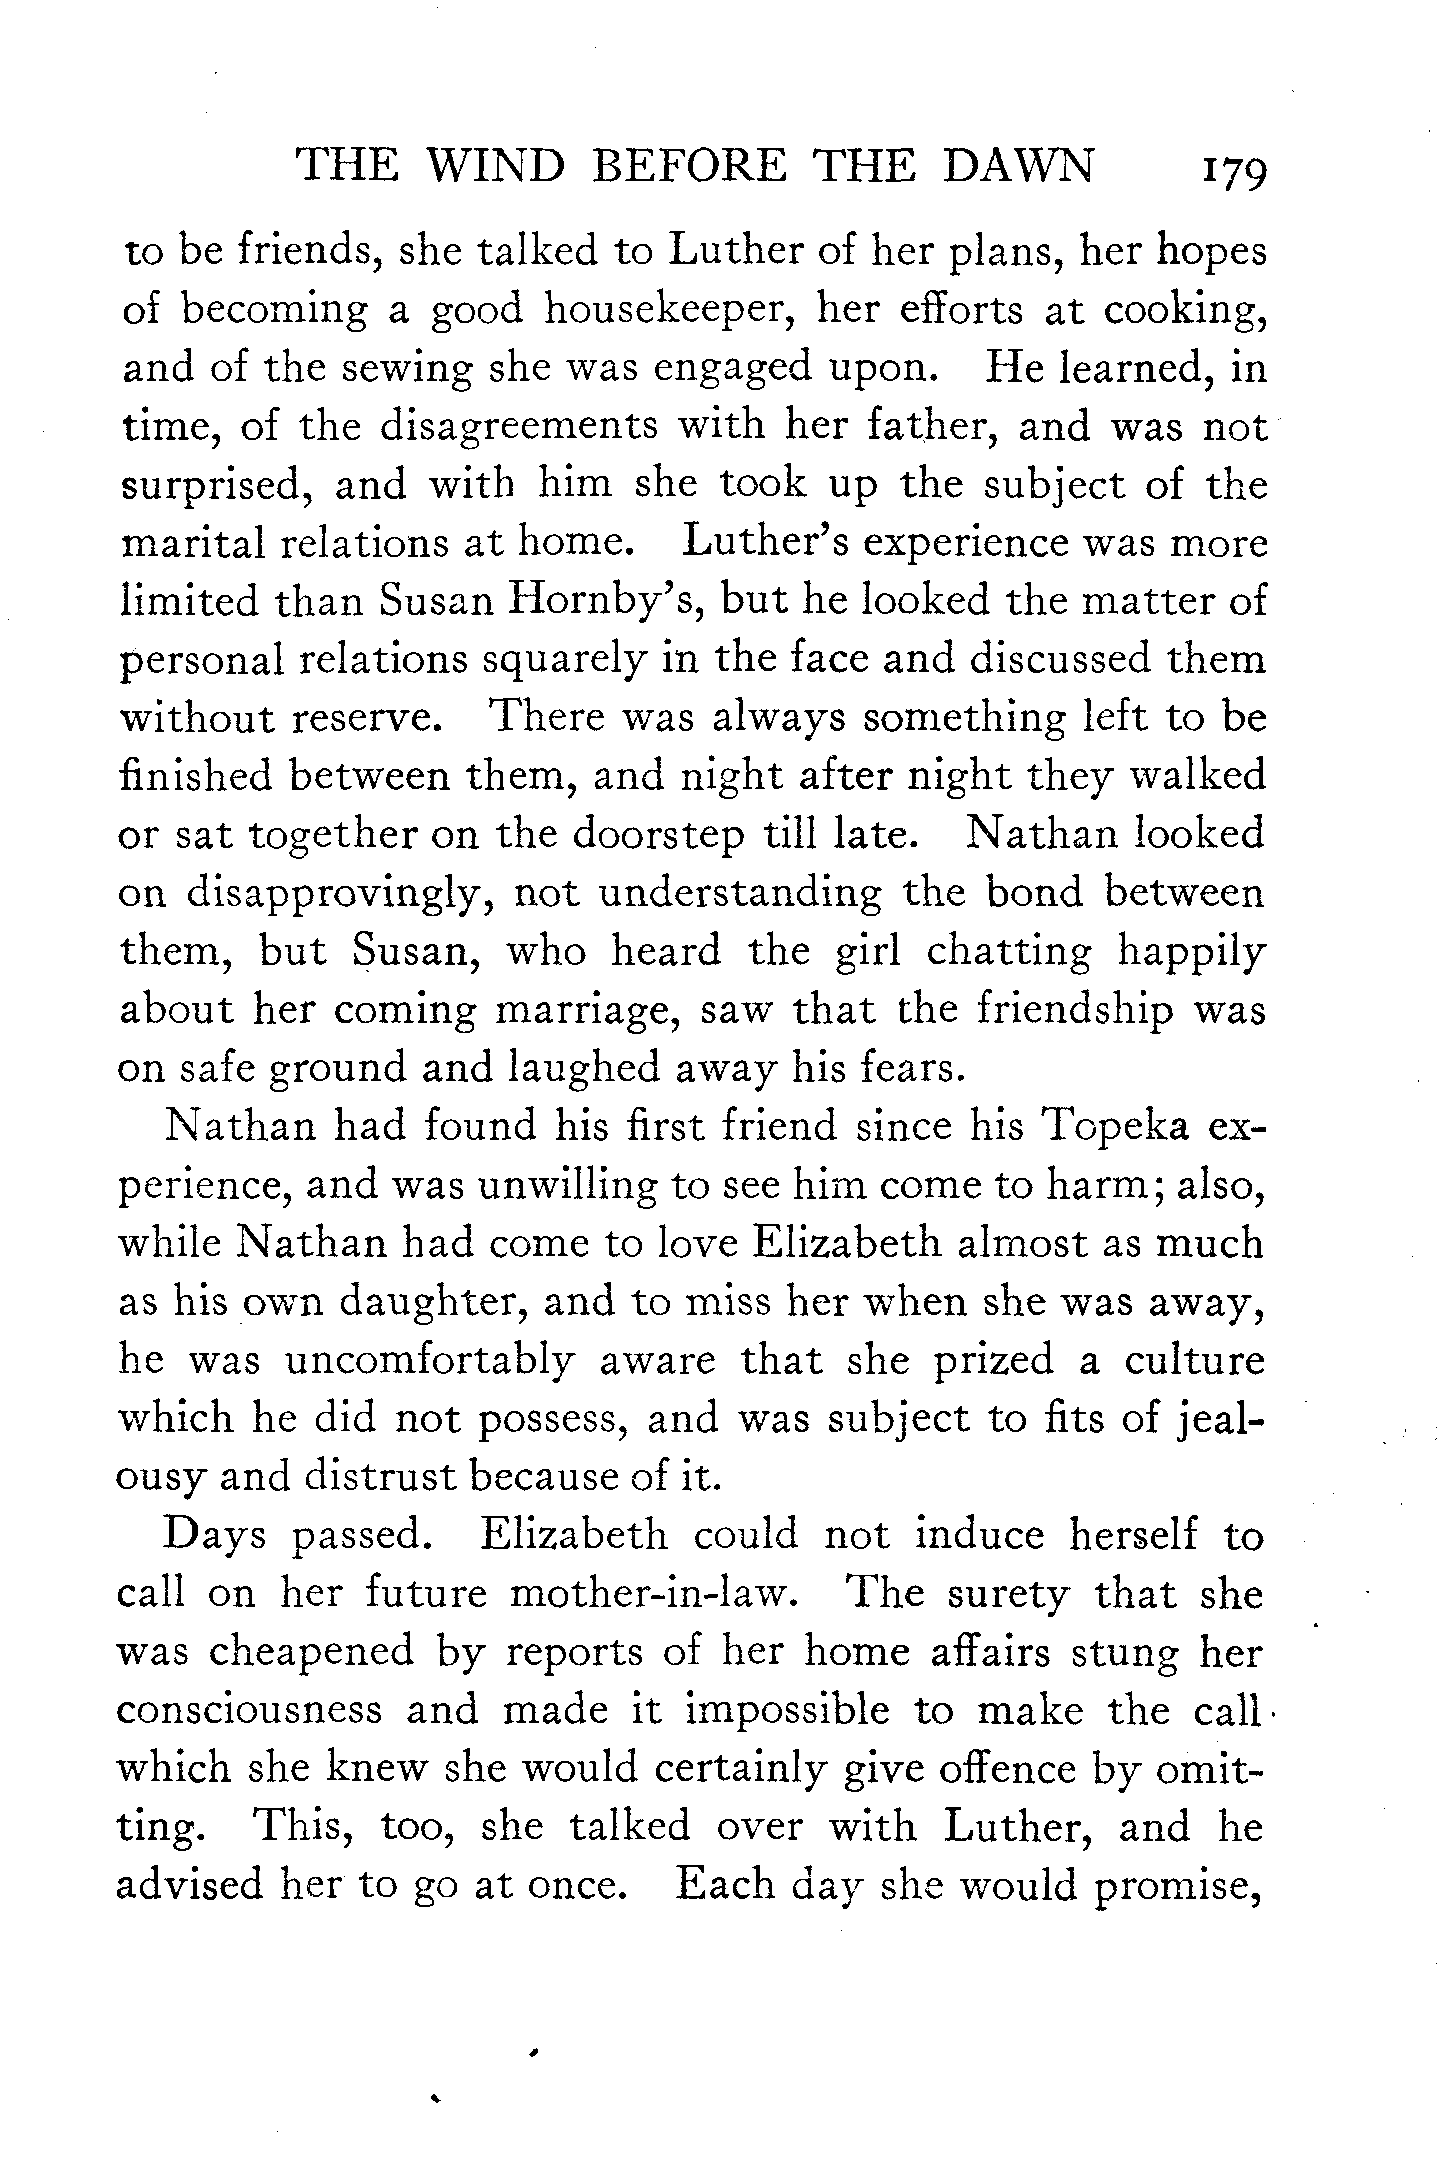 THE WIND BEFORE THE DAWN 179
to be friends, she talked to Luther of her plans, her hopes
of becoming a good housekeeper, her efforts at cooking,
and of the sewing she was engaged upon. He learned, in
time, of the disagreements with her father, and was not
surprised, and with him she took up the subject of the
marital relations at home. Luther's experience was more
limited than Susan Hornby's, but he looked the matter of
personal relations squarely in the face and discussed them
without reserve. There was always something left to be
finished between them, and night after night they walked
or sat together on the doorstep till late. Nathan looked
on disapprovingly, not understanding the bond between
them, but Susan, who heard the girl chatting happily
about her coming marriage, saw that the friendship was
on safe ground and laughed away his fears.
Nathan had found his first friend since his Topeka ex-
perience, and was unwilling to see him come to harm; also,
while Nathan had come to love Elizabeth almost as much
as his own daughter, and to miss her when she was away,
he was uncomfortably aware that she prized a culture
which he did not possess, and was subject to fits of jeal-
ousy and distrust because of it.
Days passed. Elizabeth could not induce herself to
call on her future mother-in-law. The surety that she
was cheapened by reports of her home affairs stung her
consciousness and made it impossible to make the call
which she knew she would certainly give offence by omit-
ting. This, too, she talked over with Luther, and he
advised her to go at once. Each day she would promise,